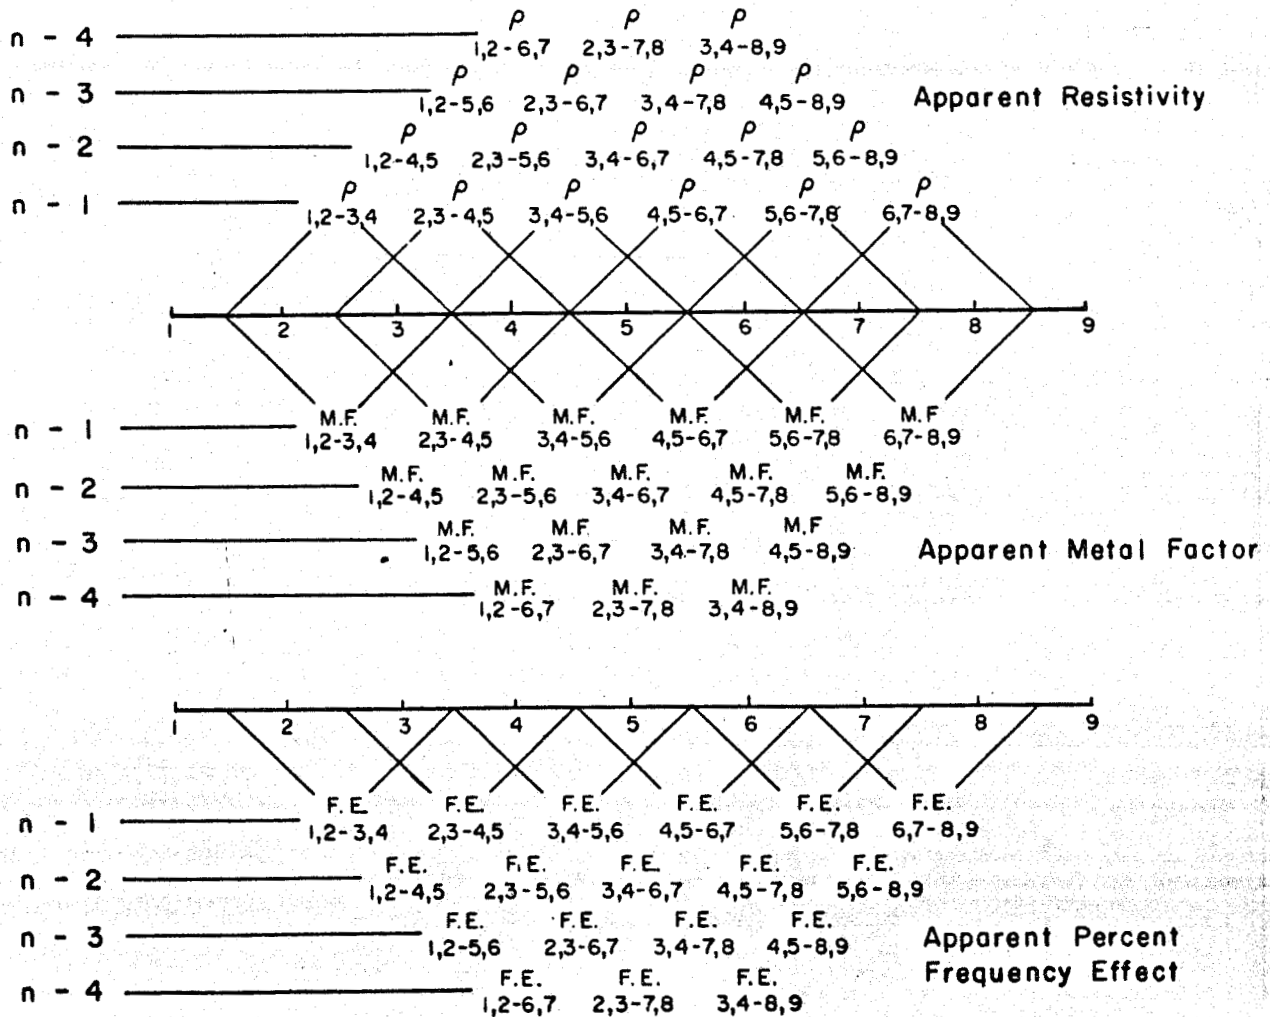 ρ ρ ρ
n - 4 1,2-6,7 2,3-7,8 3,4-8,9
ρ ρ ρ ρ
n - 3 1,2-5,6 2,3-6,7 3,4-7,8 4,5-8,9 Apparent Resistivity
ρ ρ ρ ρ ρ
n - 2 1,2-4,5 2,3-5,6 3,4-6,7 4,5-7,8 5,6-8,9
ρ ρ ρ ρ ρ ρ
n - 1 1,2-3,4 2,3-4,5 3,4-5,6 4,5-6,7 5,6-7,8 6,7-8,9
1 2 3 4 5 6 7 8 9
M.F. M.F. M.F. M.F. M.F. M.F
n - 1 1,2-3,4 2,3-4,5 3,4-5,6 4,5-6,7 5,6-7,8 6,7-8,9
M.F. M.F. M.F. M.F. M.F.
n - 2 1,2-4,5 2,3-5,6 3,4-6,7 4,5-7,8 5,6-8,9
M.F. M.F. M.F. M.F
n - 3 1,2-5,6 2,3-6,7 3,4-7,8 4,5-8,9 Apparent Metal Factor
M.F. M.F. M.F.
n - 4 1,2-6,7 2,3-7,8 3,4-8,9
1 2 3 4 5 6 7 8 9
F.E. F.E. F.E. F.E. F.E. F.E.
n - 1 1,2-3,4 2,3-4,5 3,4-5,6 4,5-6,7 5,6-7,8 6,7-8,9
F.E. F.E. F.E. F.E. F.E.
n - 2 1,2-4,5 2,3-5,6 3,4-6,7 4,5-7,8 5,6-8,9
F.E. F.E. F.E. F.E.
n - 3 1,2-5,6 2,3-6,7 3,4-7,8 4,5-8,9 Apparent Percent
Frequency Effect
F.E. F.E. F.E.
n - 4 1,2-6,7 2,3-7,8 3,4-8,9